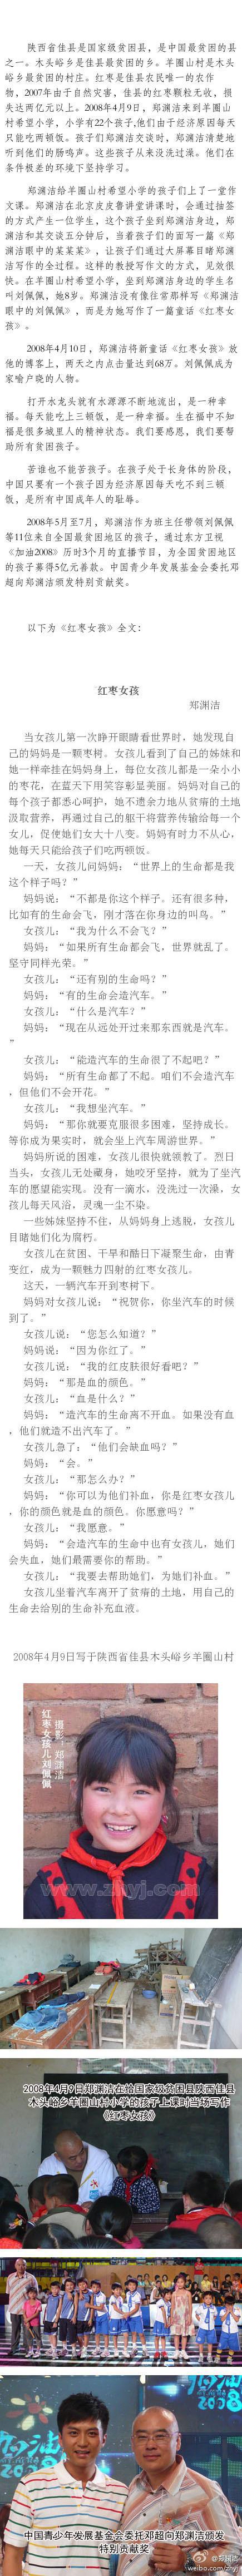 陕西省佳县是国家级贫困县，是中国最贫困的县
之一。木头峪乡是佳县最贫困的乡。羊圈山村是木头
峪乡最贫困的村庄。红枣是佳县农民唯一的农作
物，2007年由于自然灾害，佳县的红枣颗粒无收，损
失达两亿元以上。2008年4月9日，郑渊洁来到羊圈山
村希望小学，小学有22个孩子,他们由于经济原因每天
只能吃两顿饭。孩子们郑渊洁交谈时，郑渊洁清楚地
听到他们的肠鸣声。这些孩子从来没洗过澡。他们在
条件极差的环境下坚持学习。
郑渊洁给羊圈山村希望小学的孩子们上了一堂作
文课。郑渊洁在北京皮皮鲁讲堂讲课时，会通过抽签
的方式产生一位学生，这个孩子坐到郑渊洁身边，郑
渊洁和其交谈五分钟后，当着孩子们的面写一篇《郑
渊洁眼中的某某某》，让孩子们通过大屏幕目睹郑渊
洁写作的全过程。这样的教授写作文的方式，见效很
快。在羊圈山村希望小学，坐到郑渊洁身边的学生名
叫刘佩佩，她8岁。郑渊洁没有像往常那样写《郑渊洁
眼中的刘佩佩》，而是为她写作了一篇童话《红枣女
孩》。
2008年4月10日，郑渊洁将新童话《红枣女孩》放
他的博客上，两天之内点击量达到68万。刘佩佩成为
家喻户晓的人物。
打开水龙头就有水源源不断地流出，是一种幸
福。每天能吃上三顿饭，是一种幸福。生在福中不知
福是很多城里人的精神状态。我们要感恩，我们要帮
助所有贫困孩子。
苦谁也不能苦孩子。在孩子处于长身体的阶段，
中国只要有一个孩子因为经济原因每天吃不到三顿
饭，是所有中国成年人的耻辱。
2008年5月至7月，郑渊洁作为班主任带领刘佩佩
等11位来自全国最贫困地区的孩子，通过东方卫视
《加油2008》历时3个月的直播节目，为全国贫困地区
的孩子募得5亿元善款。中国青少年发展基金会委托邓
超向郑渊洁颁发特别贡献奖。
以下为《红枣女孩》全文：
红枣女孩
郑渊洁
当女孩儿第一次睁开眼睛看世界时，她发现自
己的妈妈是一颗枣树。女孩儿看到了自己的姊妹和
她一样牵挂在妈妈身上，每位女孩儿都是一朵小小
的枣花，在蓝天下用笑容彰显美丽。妈妈对自己的
每个孩子都悉心呵护，她不遗余力地从贫瘠的土地
汲取营养，再通过自己的躯干将营养传输给每一个
女儿，促使她们女大十八变。妈妈有时力不从心，
她每天只能给孩子们吃两顿饭。
一天，女孩儿问妈妈：“世界上的生命都是我
这个样子吗？”
妈妈说：“不都是你这个样子。还有很多种，
比如有的生命会飞，刚才落在你身边的叫鸟。”
女孩儿：“我为什么不会飞？”
妈妈：“如果所有生命都会飞，世界就乱了。
坚守同样光荣。”
女孩儿：“还有别的生命吗？”
妈妈：“有的生命会造汽车。”
女孩儿：“什么是汽车？”
妈妈：“现在从远处开过来那东西就是汽车。
”
女孩儿：“能造汽车的生命很了不起吧？”
妈妈：“所有生命都了不起。咱们不会造汽车
，但他们不会开花。”
女孩儿：“我想坐汽车。”
妈妈：“那你就要克服很多困难，坚持成长。
等你成为果实时，就会坐上汽车周游世界。”
妈妈所说的困难，女孩儿很快就领教了。烈日
当头，女孩儿无处藏身，她咬牙坚持，就为了坐汽
车的愿望能实现。没有一滴水，没洗过一次澡，女
孩儿每天风浴，灵魂一尘不染。
一些姊妹坚持不住，从妈妈身上逃脱，女孩儿
目睹她们化为腐朽。
女孩儿在贫困、干旱和酷日下凝聚生命，由青
变红，成为一颗魅力四射的红枣女孩儿。
这天，一辆汽车开到枣树下。
妈妈对女孩儿说：“祝贺你，你坐汽车的时候
到了。”
女孩儿说：“您怎么知道？”
妈妈说：“因为你红了。”
女孩儿说：“我的红皮肤很好看吧？”
妈妈：“那是血的颜色。”
女孩儿：“血是什么？”
妈妈：“造汽车的生命离不开血。如果没有血
，他们就造不出汽车了。”
女孩儿急了：“他们会缺血吗？”
妈妈：“会。”
女孩儿：“那怎么办？”
妈妈：“你可以为他们补血，你是红枣女孩儿
，你的颜色就是血的颜色。你愿意吗？”
女孩儿：“我愿意。”
妈妈：“会造汽车的生命中也有女孩儿，她们
会失血，她们最需要你的帮助。”
女孩儿：“我要去帮助她们，为她们补血。”
女孩儿坐着汽车离开了贫瘠的土地，用自己的
生命去给别的生命补充血液。
2008年4月9日写于陕西省佳县木头峪乡羊圈山村
红枣女孩儿刘佩佩
摄影：郑渊洁
www.zhyj.com
2008年4月9日郑渊洁在给国家级贫困县陕西佳县
木头峪乡羊圈山村小学的孩子上课时当场写作
《红枣女孩》
加油
2008
中国青少年发展基金会委托邓超向郑渊洁颁发
特别贡献奖
@郑渊洁
weibo.com/zhyj